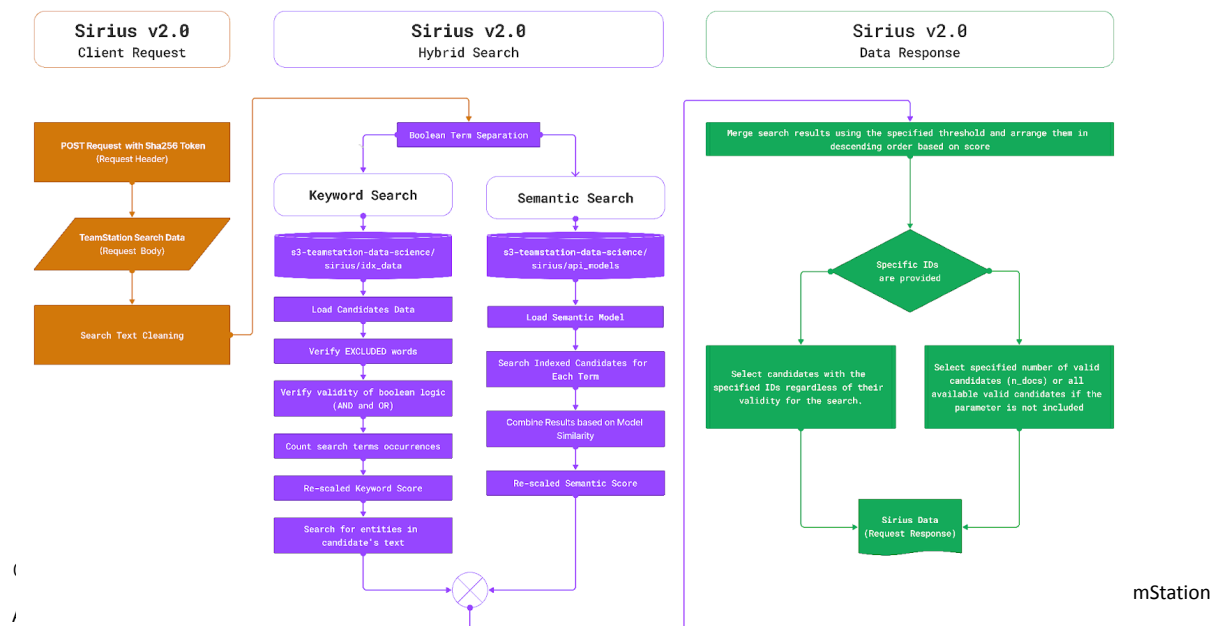 Sirius v2.0
Client Request
Sirius v2.0
Hybrid Search
Sirius v2.0
Data Response
POST Request with Sha256 Token
(Request Header)
TeamStation Search Data
(Request Body)
Search Text Cleaning
Boolean Term Separation
Keyword Search
s3-teamstation-data-science/
sirius/idx_data
Load Candidates Data
Verify EXCLUDED words
Verify validity of boolean logic
(AND and OR)
Count search terms occurrences
Re-scaled Keyword Score
Search for entities in
candidate's text
Semantic Search
s3-teamstation-data-science/
sirius/api_models
Load Semantic Model
Search Indexed Candidates for
Each Term
Combine Results based on Model
Similarity
Re-scaled Semantic Score
Merge search results using the specified threshold and arrange them in
descending order based on score
Specific IDs
are provided
Select candidates with the
specified IDs regardless of their
validity for the search.
Select specified number of valid
candidates (n_docs) or all
available valid candidates if the
parameter is not included
Sirius Data
(Request Response)
mStation